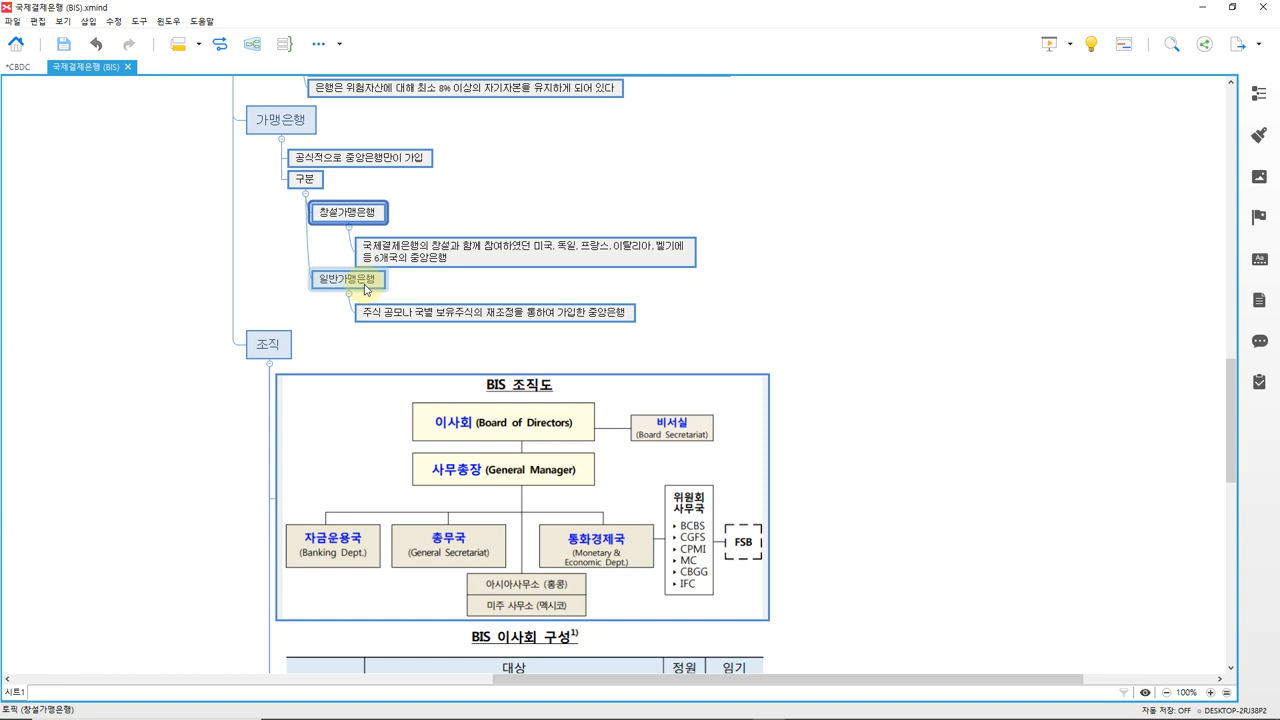 국제결제은행 (BIS).xmind
파일 편집 보기 삽입 수정 도구 윈도우 도움말
*CBDC 국제결제은행 (BIS)
은행은 위험자산에 대해 최소 8% 이상의 자기자본을 유지하게 되어 있다
가맹은행
공식적으로 중앙은행만이 가입
구분
창설가맹은행
국제결제은행의 창설과 함께 참여하였던 미국, 독일, 프랑스, 이탈리아, 벨기에
등 6개국의 중앙은행
일반가맹은행
주식 공모나 국별 보유주식의 재조정을 통하여 가입한 중앙은행
조직
BIS 조직도
이사회 (Board of Directors)
비서실
(Board Secretariat)
사무총장 (General Manager)
위원회
사무국
BCBS
CGFS
CPMI
MC
CBGG
IFC
FSB
자금운용국
(Banking Dept.)
총무국
(General Secretariat)
통화경제국
(Monetary &
Economic Dept.)
아시아사무소 (홍콩)
미주 사무소 (멕시코)
BIS 이사회 구성1)
대상 정원 임기
시트1
100%
토픽 (창설가맹은행)
자동 저장: OFF
DESKTOP-2RJ38P2